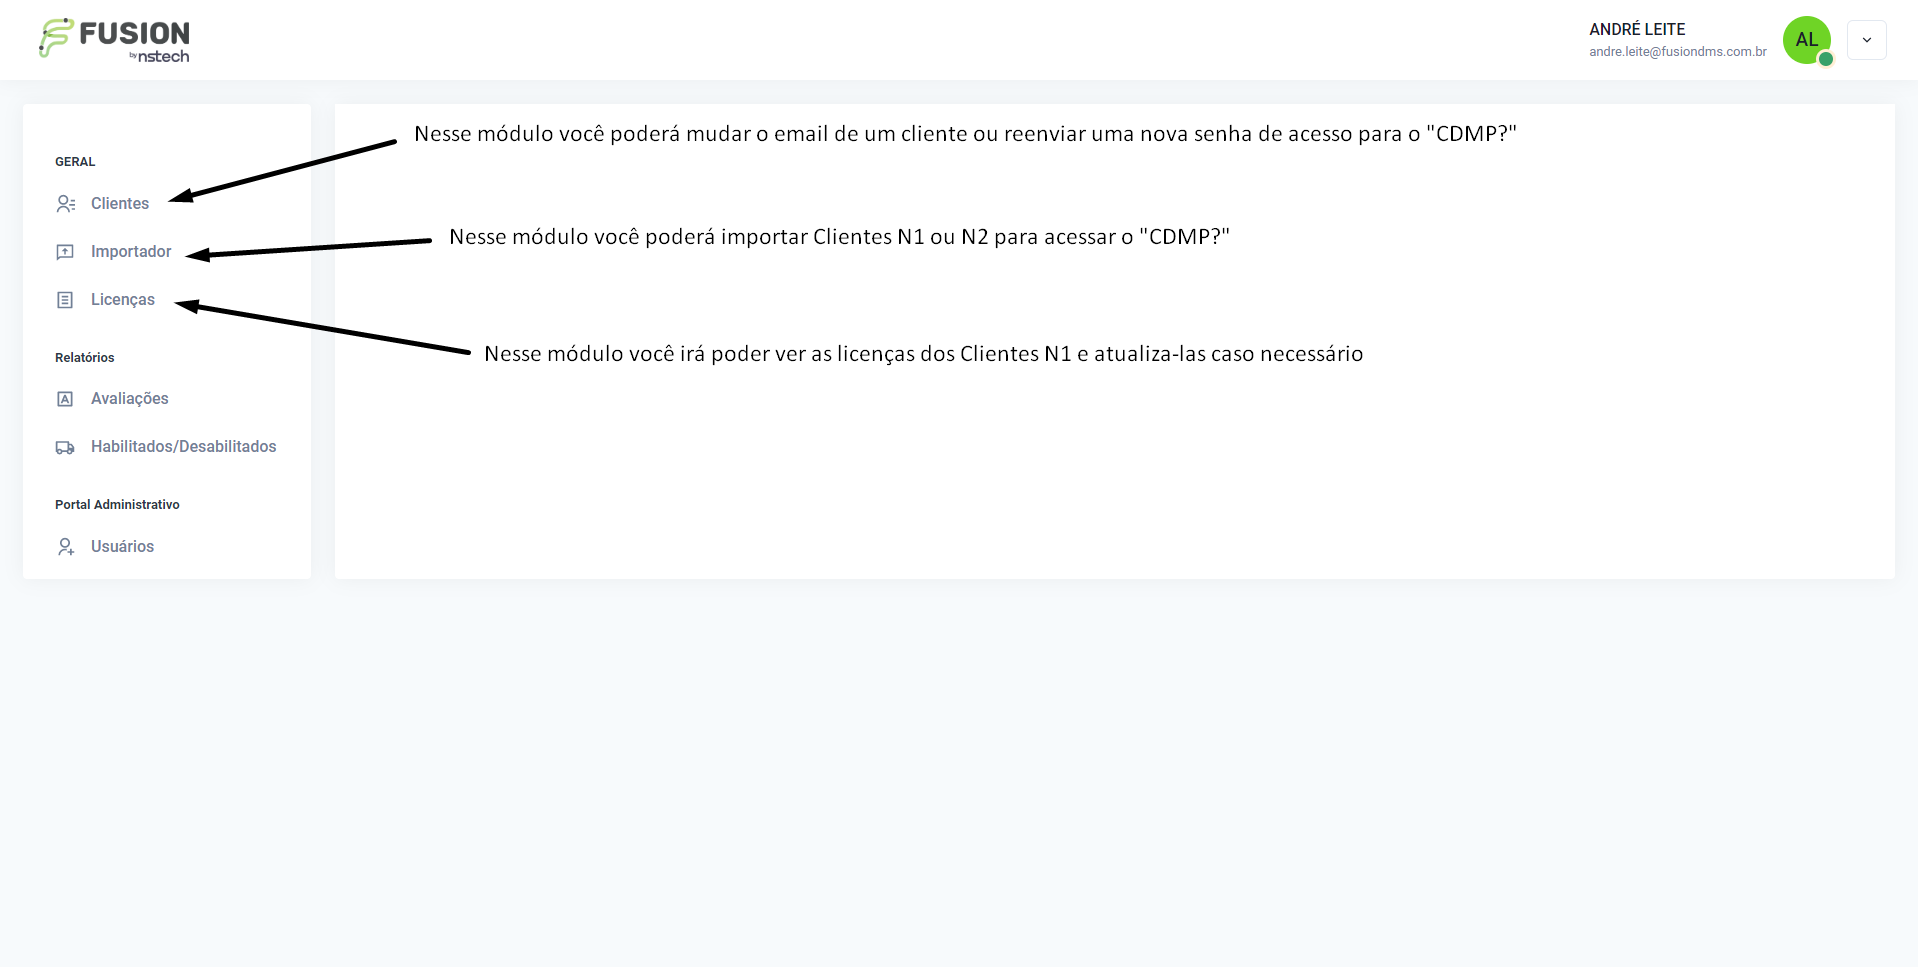 FUSION
by nstech
ANDRÉ LEITE
andre.leite@fusiondms.com.br
AL
Nesse módulo você poderá mudar o email de um cliente ou reenviar uma nova senha de acesso para o "CDMP?"
GERAL
Clientes
Nesse módulo você poderá importar Clientes N1 ou N2 para acessar o "CDMP?"
Importador
Licenças
Nesse módulo você irá poder ver as licenças dos Clientes N1 e atualiza-las caso necessário
Relatórios
Avaliações
Habilitados/Desabilitados
Portal Administrativo
Usuários